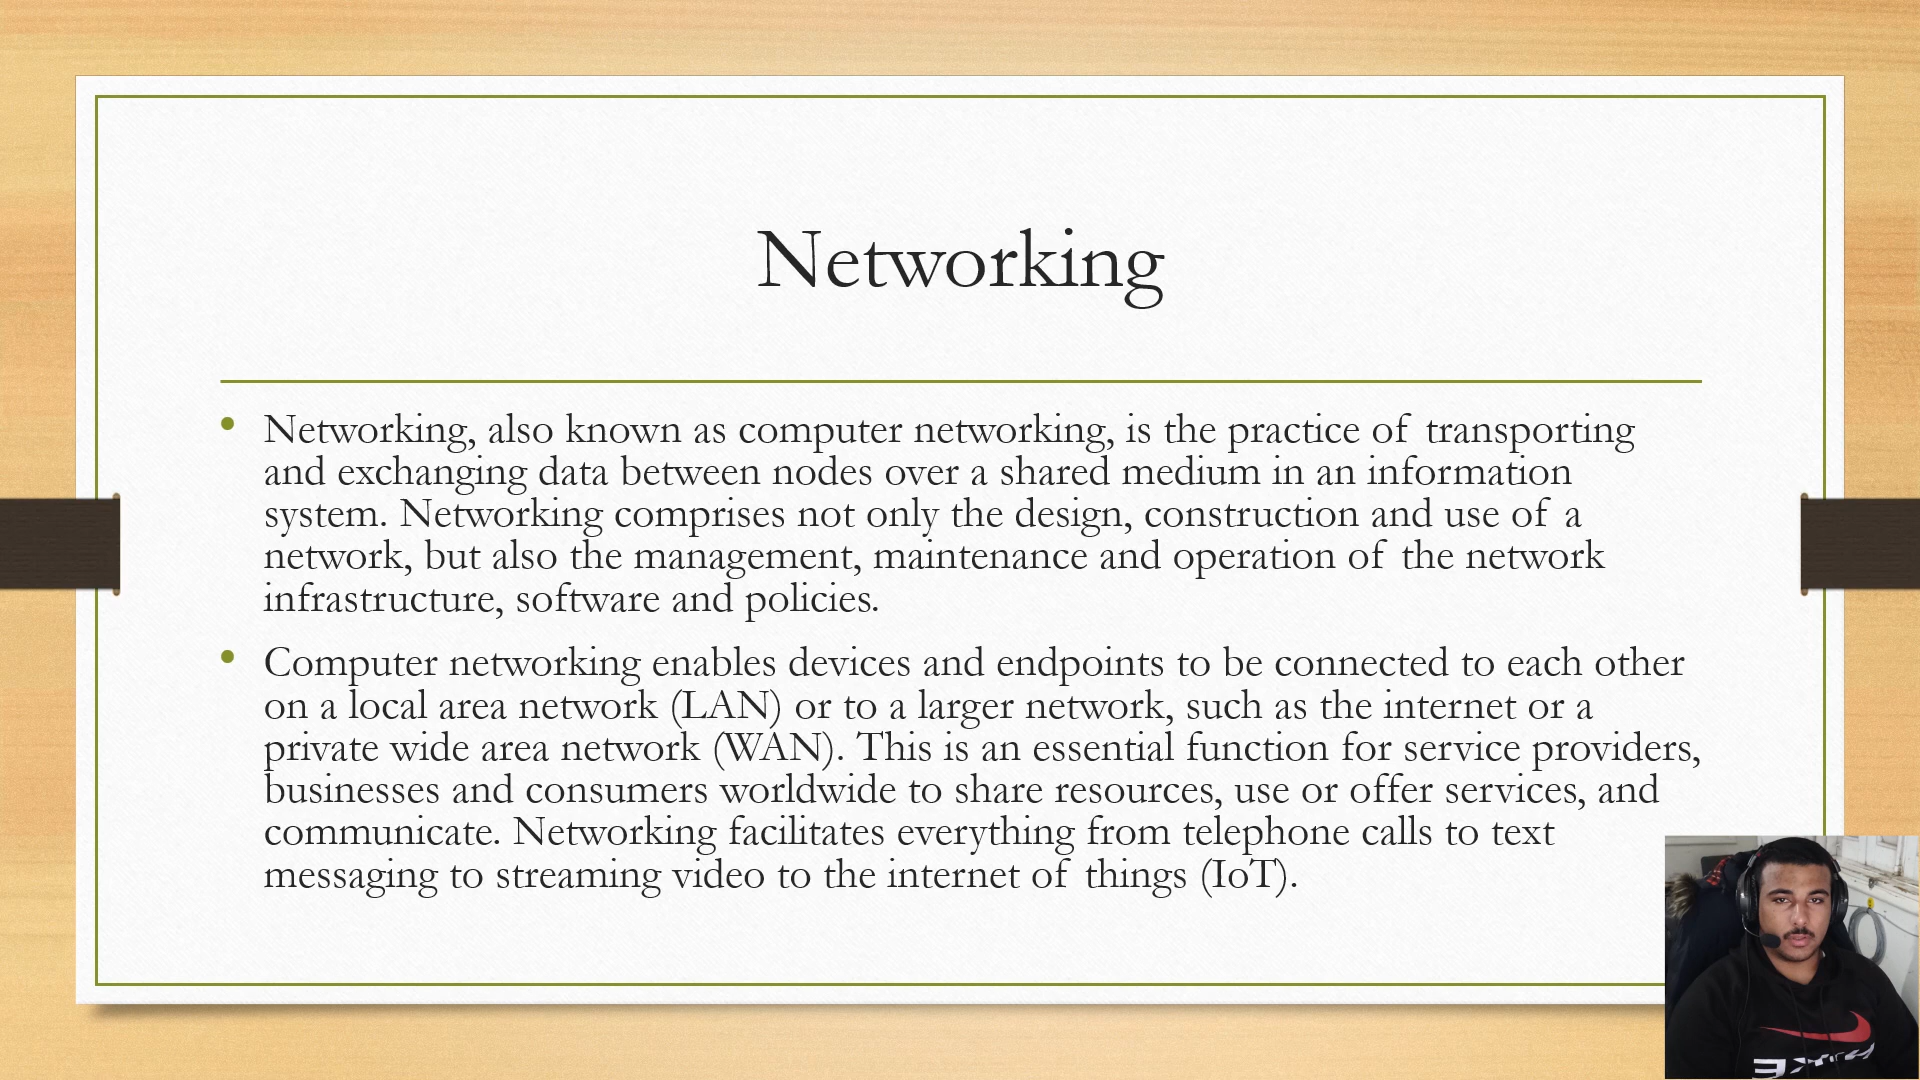 Networking
• Networking, also known as computer networking, is the practice of transporting
and exchanging data between nodes over a shared medium in an information
system. Networking comprises not only the design, construction and use of a
network, but also the management, maintenance and operation of the network
infrastructure, software and policies.
• Computer networking enables devices and endpoints to be connected to each other
on a local area network (LAN) or to a larger network, such as the internet or a
private wide area network (WAN). This is an essential function for service providers,
businesses and consumers worldwide to share resources, use or offer services, and
communicate. Networking facilitates everything from telephone calls to text
messaging to streaming video to the internet of things (IoT).